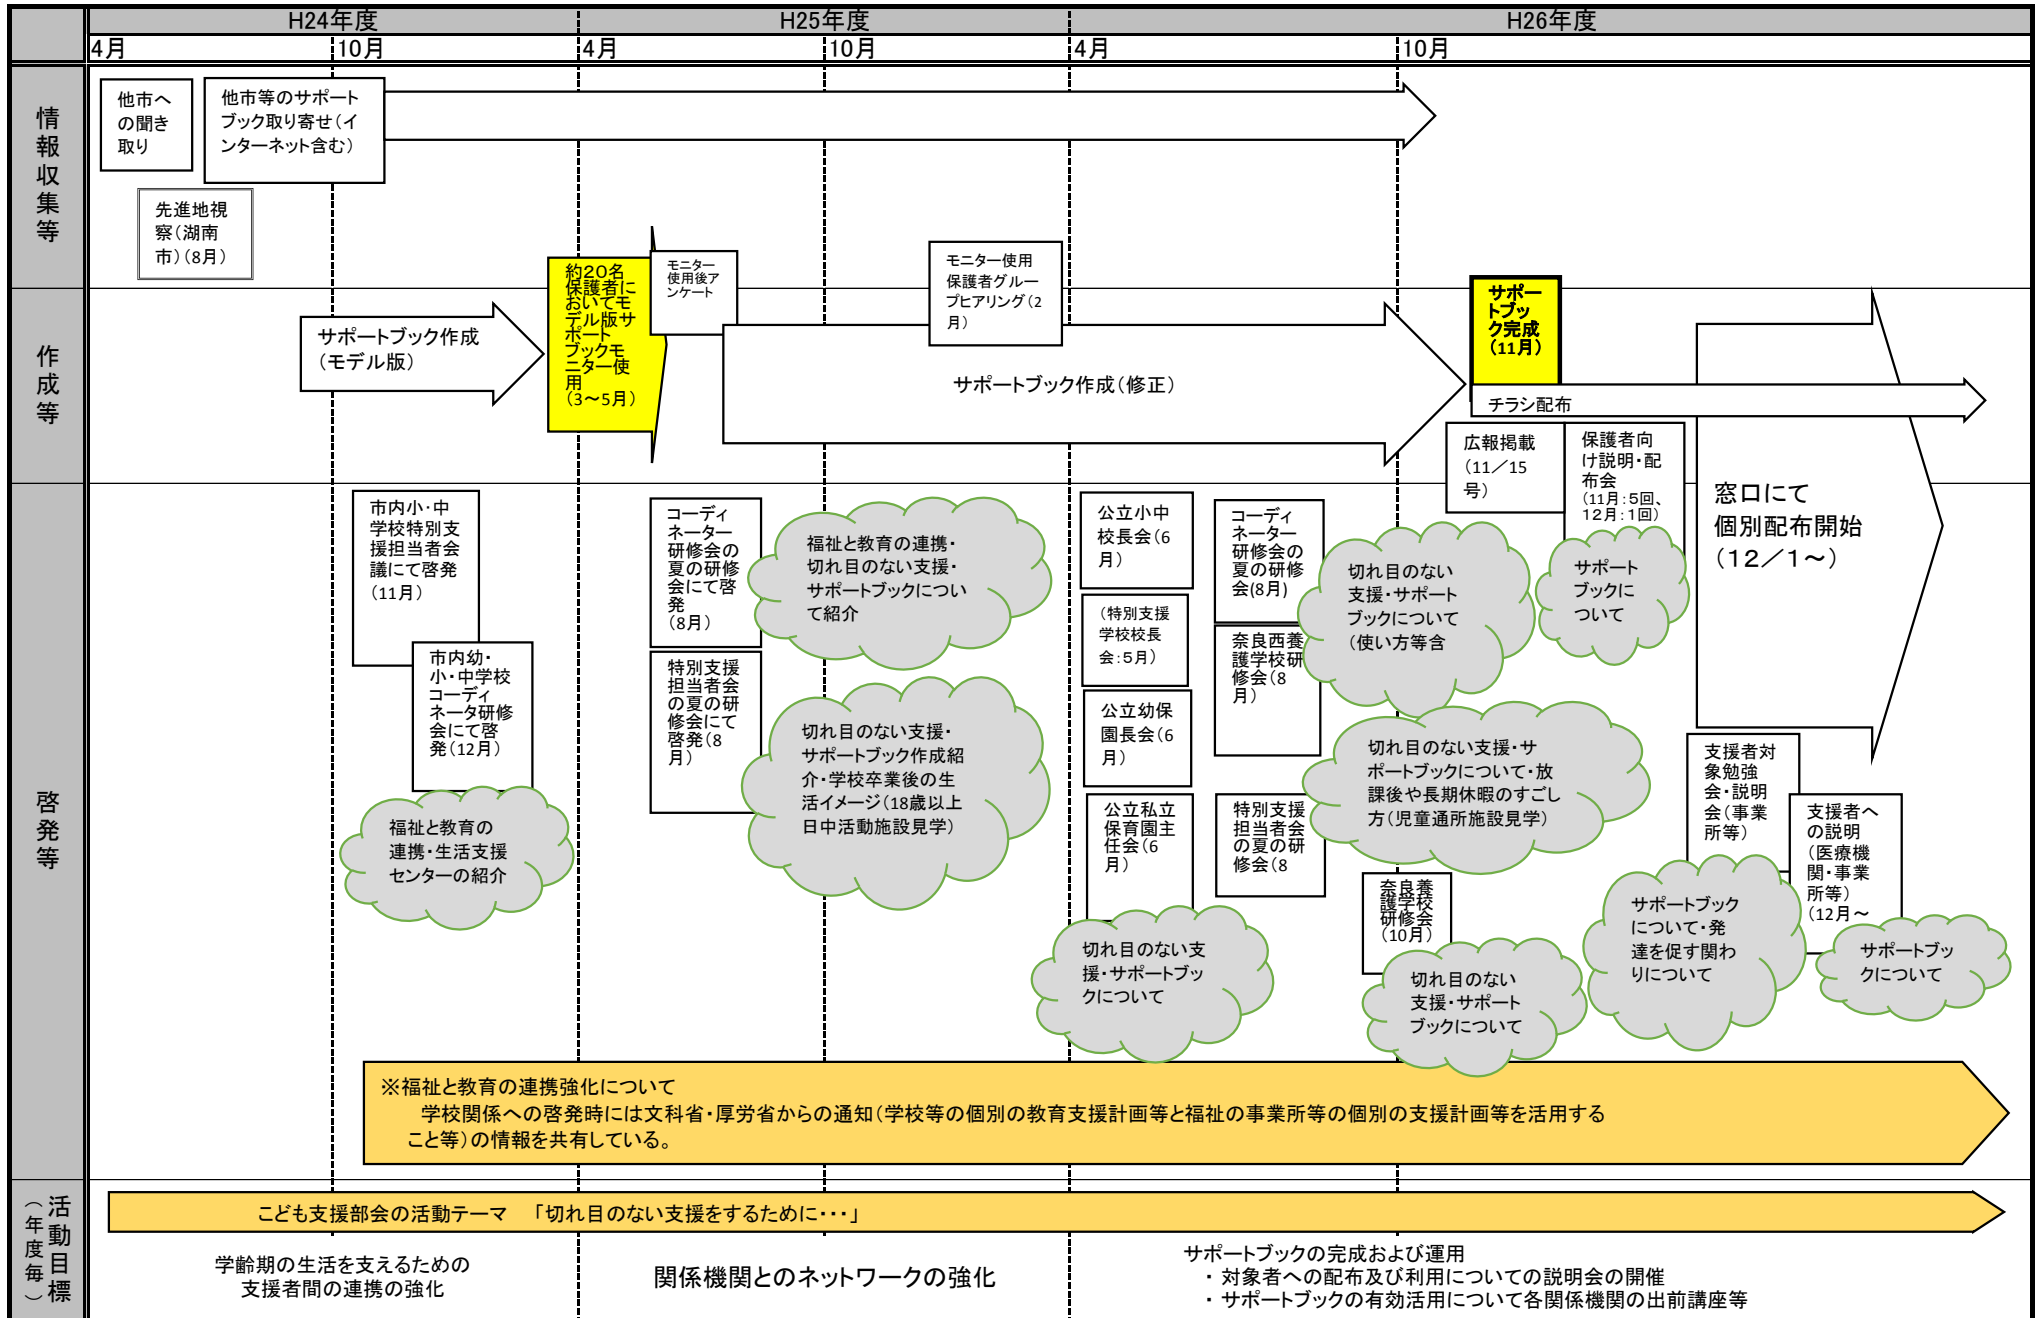 H24年度
H25年度
H26年度
4月
10月
4月
10月
4月
10月
情報収集等
他市へ
の聞き
取り
他市等のサポート
ブック取り寄せ(イ
ンターネット含む)
先進地視
察(湖南
市)(8月)
作成等
サポートブック作成
(モデル版)
約20名
保護者に
おいてモ
デル版サ
ポート
ブックモ
ニター使
用
(3～5月)
モニター
使用後ア
ンケート
モニター使用
保護者グルー
プヒアリング(2
月)
サポートブック作成(修正)
サポー
トブッ
ク完成
(11月)
チラシ配布
広報掲載
(11／15
号)
保護者向
け説明・配
布会
(11月:5回、
12月:1回)
窓口にて
個別配布開始
(12／1～)
啓発等
市内小・中
学校特別支
援担当者会
議にて啓発
(11月)
市内幼・
小・中学校
コーディ
ネータ研修
会にて啓
発(12月)
福祉と教育の
連携・生活支援
センターの紹介
コーディ
ネーター
研修会の
夏の研修
会にて啓
発
(8月)
特別支援
担当者会
の夏の研
修会にて
啓発(8
月)
福祉と教育の連携・
切れ目のない支援・
サポートブックについ
て紹介
切れ目のない支援・
サポートブック作成紹
介・学校卒業後の生
活イメージ(18歳以上
日中活動施設見学)
公立小中
校長会(6
月)
(特別支援
学校校長
会:5月)
公立幼保
園長会(6
月)
公立私立
保育園主
任会(6
月)
切れ目のない支
援・サポートブッ
クについて
コーディ
ネーター
研修会の
夏の研修
会(8月)
奈良西養
護学校研
修会(8
月)
特別支援
担当者会
の夏の研
修会(8
切れ目のない
支援・サポート
ブックについて
(使い方等含
サポート
ブックに
ついて
切れ目のない支援・サ
ポートブックについて・放
課後や長期休暇のすごし
方(児童通所施設見学)
奈良養
護学校
研修会
(10月)
切れ目のない
支援・サポート
ブックについて
支援者対
象勉強
会・説明
会(事業
所等)
サポートブック
について・発
達を促す関わ
りについて
支援者へ
の説明
(医療機
関・事業
所等)
(12月～
サポートブッ
クについて
※福祉と教育の連携強化について
学校関係への啓発時には文科省・厚労省からの通知(学校等の個別の教育支援計画等と福祉の事業所等の個別の支援計画等を活用する
こと等)の情報を共有している。
活動目標
(年度毎)
こども支援部会の活動テーマ 「切れ目のない支援をするために・・・」
学齢期の生活を支えるための
支援者間の連携の強化
関係機関とのネットワークの強化
サポートブックの完成および運用
・対象者への配布及び利用についての説明会の開催
・サポートブックの有効活用について各関係機関の出前講座等